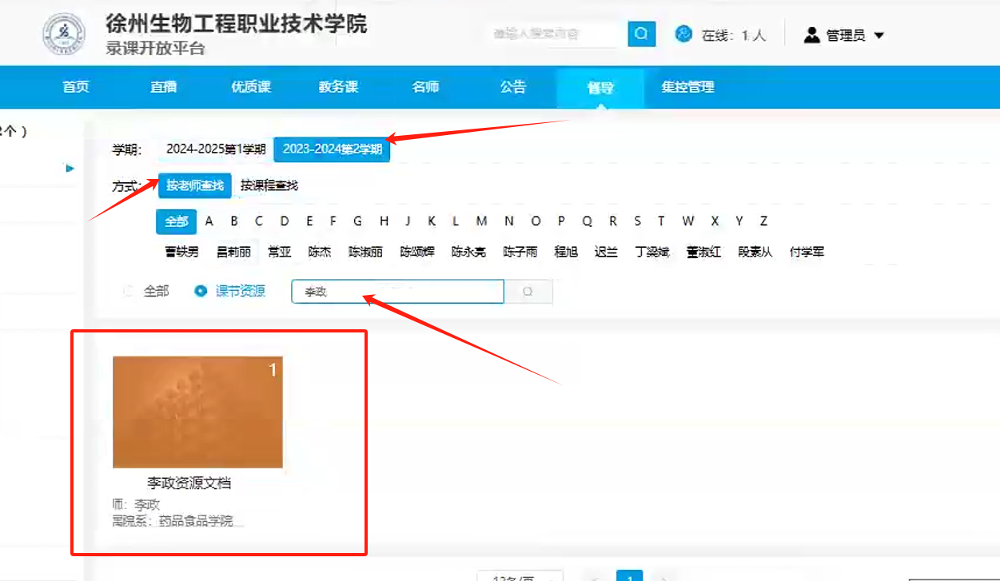 徐州生物工程职业技术学院
录课开放平台
请输入搜索内容
在线：1人
管理员
首页 直播 优质课 教务课 名师 公告 督导 集控管理
个）
学期： 2024-2025第1学期 2023-2024第2学期
方式： 按老师查找 按课程查找
全部 A B C D E F G H J K L M N O P Q R S T W X Y Z
曹轶男 昌莉丽 常亚 陈杰 陈淑丽 陈颂辉 陈永亮 陈子雨 程旭 迟兰 丁梁斌 董淑红 段素从 付学军
全部 课节资源 李政
1
李政资源文档
师：李政
属院系：药品食品学院
12条/页 1